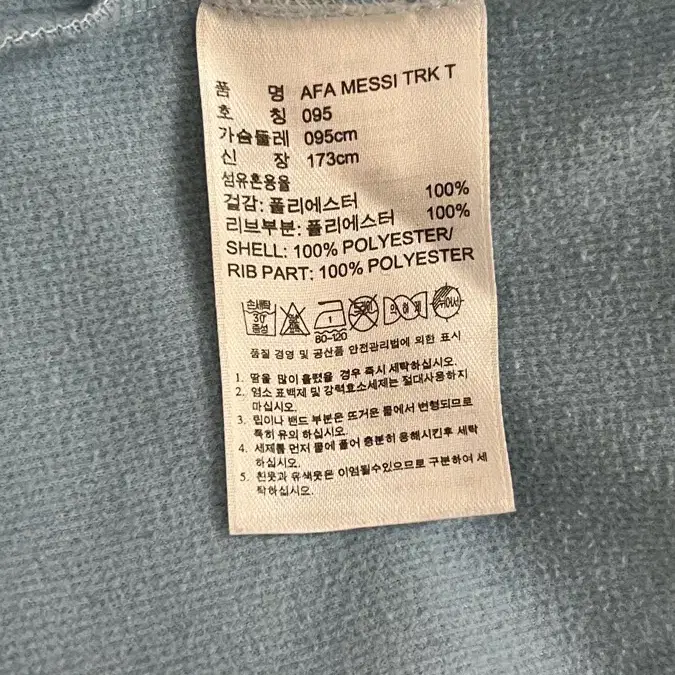 품 명 AFA MESSI TRK T
호 칭 095
가슴둘레 095cm
신 장 173cm
섬유혼용율
겉감: 폴리에스터 100%
리브부분: 폴리에스터 100%
SHELL: 100% POLYESTER/
RIB PART: 100% POLYESTER
손세탁 30 중성 1 80-120 드라이
품질 경영 및 공산품 안전관리법에 의한 표시
1. 땀을 많이 흘렸을 경우 즉시 세탁하십시오.
2. 염소 표백제 및 강력효소세제는 절대사용하지
마십시오.
3. 립이나 밴드 부분은 뜨거운 물에서 변형되므로
특히 유의 하십시오.
4. 세제를 먼저 물에 풀어 충분히 용해시킨후 세탁
하십시오.
5. 흰옷과 유색옷은 이염될수있으므로 구분하여 세
탁하십시오.